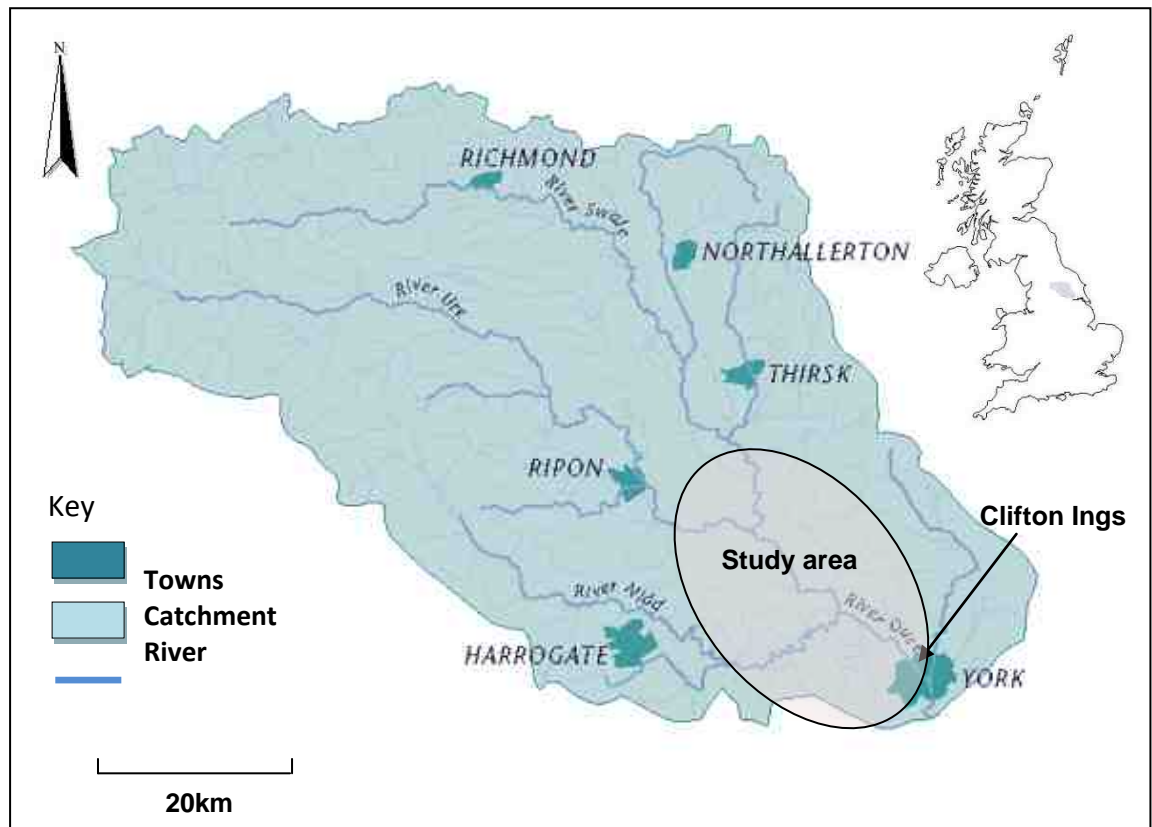 N
RICHMOND
River Swale
NORTHALLERTON
River Ure
THIRSK
RIPON
Clifton Ings
Key
Study area
Towns
Catchment
River Nidd
River Ouse
River
HARROGATE
YORK
20km